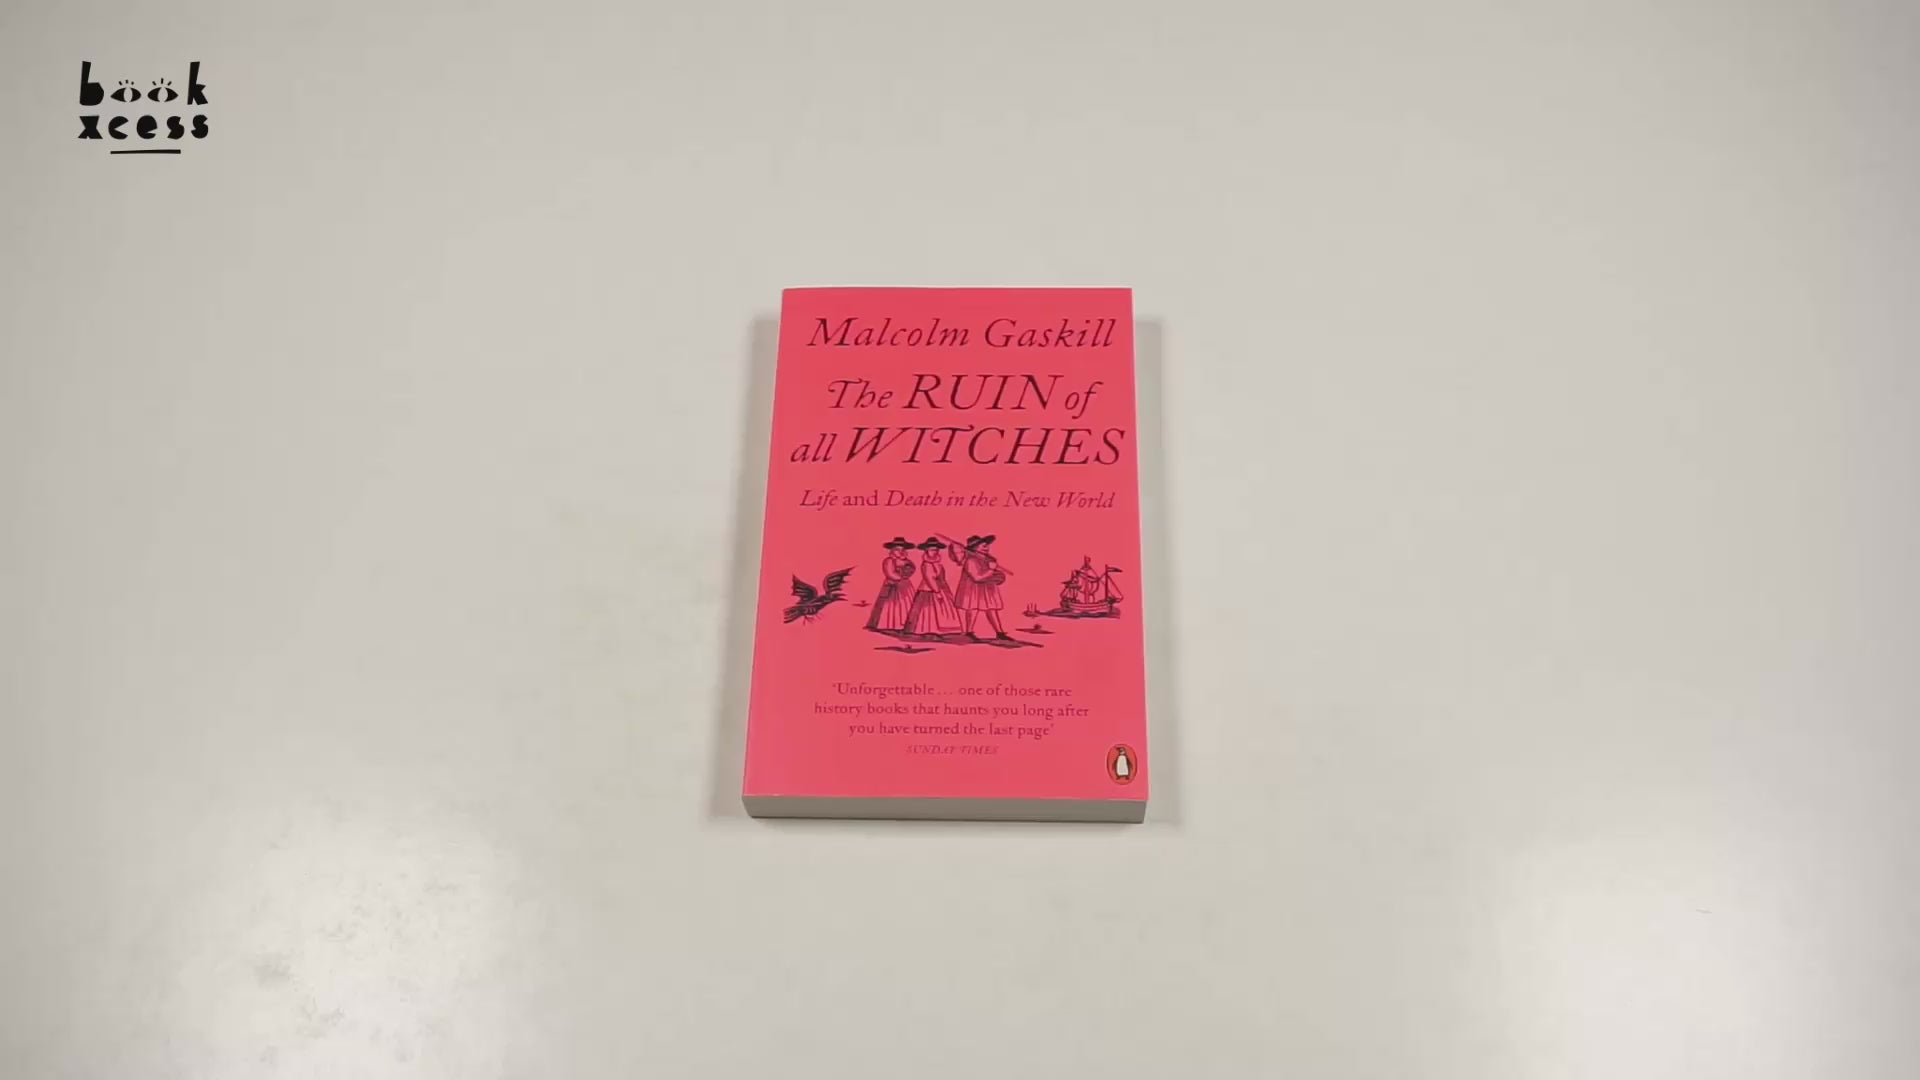 book
xcess
Malcolm Gaskill
The RUIN of
all WITCHES
Life and Death in the New World
'Unforgettable... one of those rare
history books that haunts you long after
you have turned the last page'
SUNDAY TIMES